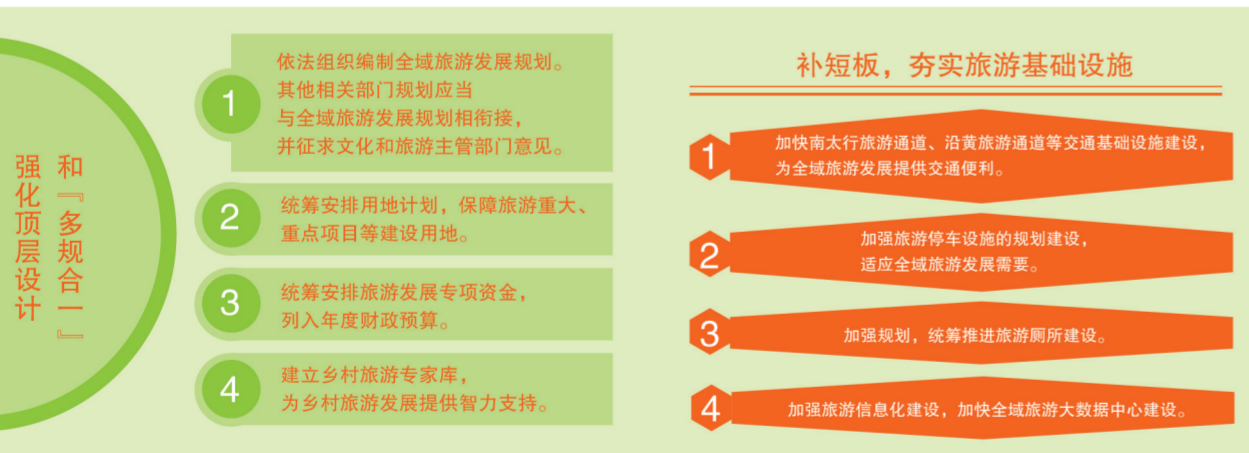 强化顶层设计
和『多规合一』
1
依法组织编制全域旅游发展规划。
其他相关部门规划应当
与全域旅游发展规划相衔接，
并征求文化和旅游主管部门意见。
2
统筹安排用地计划，保障旅游重大、
重点项目等建设用地。
3
统筹安排旅游发展专项资金，
列入年度财政预算。
4
建立乡村旅游专家库，
为乡村旅游发展提供智力支持。
补短板，夯实旅游基础设施
1
加快南太行旅游通道、沿黄旅游通道等交通基础设施建设，
为全域旅游发展提供交通便利。
2
加强旅游停车设施的规划建设，
适应全域旅游发展需要。
3
加强规划，统筹推进旅游厕所建设。
4
加强旅游信息化建设，加快全域旅游大数据中心建设。